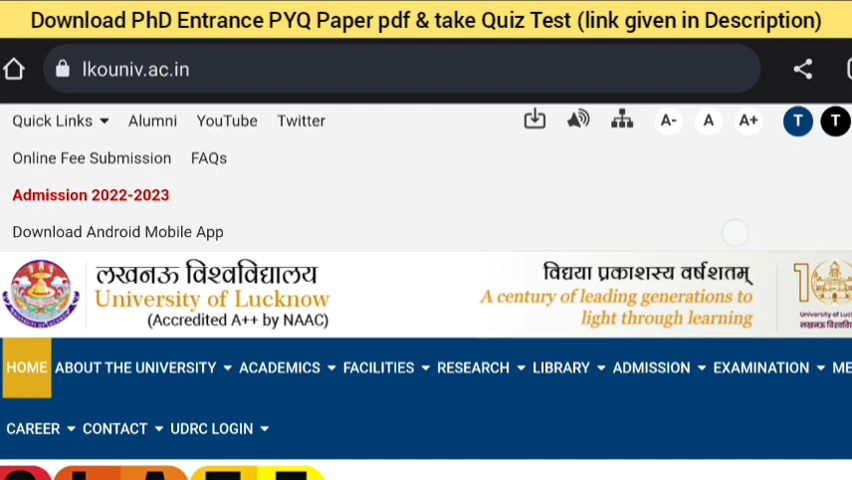 Download PhD Entrance PYQ Paper pdf & take Quiz Test (link given in Description)
lkouniv.ac.in
Quick Links Alumni YouTube Twitter
A- A A+ T T
Online Fee Submission FAQs
Admission 2022-2023
Download Android Mobile App
लखनऊ विश्वविद्यालय
University of Lucknow
(Accredited A++ by NAAC)
विद्यया प्रकाशस्य वर्षशतम्
A century of leading generations to
light through learning
HOME ABOUT THE UNIVERSITY ACADEMICS FACILITIES RESEARCH LIBRARY ADMISSION EXAMINATION ME
CAREER CONTACT UDRC LOGIN